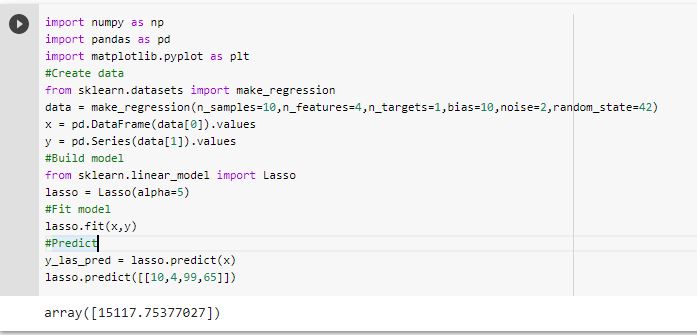 import numpy as np
import pandas as pd
import matplotlib.pyplot as plt
#Create data
from sklearn.datasets import make_regression
data = make_regression(n_samples=10,n_features=4,n_targets=1,bias=10,noise=2,random_state=42)
x = pd.DataFrame(data[0]).values
y = pd.Series(data[1]).values
#Build model
from sklearn.linear_model import Lasso
lasso = Lasso(alpha=5)
#Fit model
lasso.fit(x,y)
#Predict
y_las_pred = lasso.predict(x)
lasso.predict([[10,4,99,65]])
array([15117.75377027])